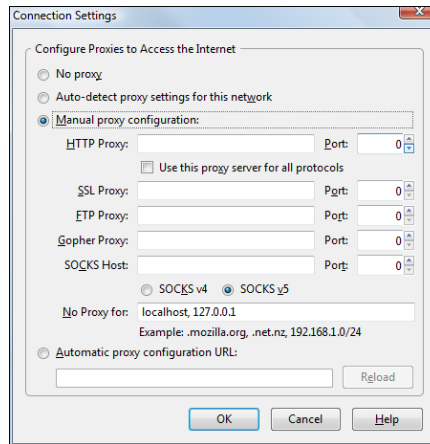 Connection Settings
Configure Proxies to Access the Internet
No proxy
Auto-detect proxy settings for this network
Manual proxy configuration:
HTTP Proxy: Port: 0
Use this proxy server for all protocols
SSL Proxy: Port: 0
FTP Proxy: Port: 0
Gopher Proxy: Port: 0
SOCKS Host: Port: 0
SOCKS v4 SOCKS v5
No Proxy for: localhost, 127.0.0.1
Example: .mozilla.org, .net.nz, 192.168.1.0/24
Automatic proxy configuration URL:
Reload
OK Cancel Help